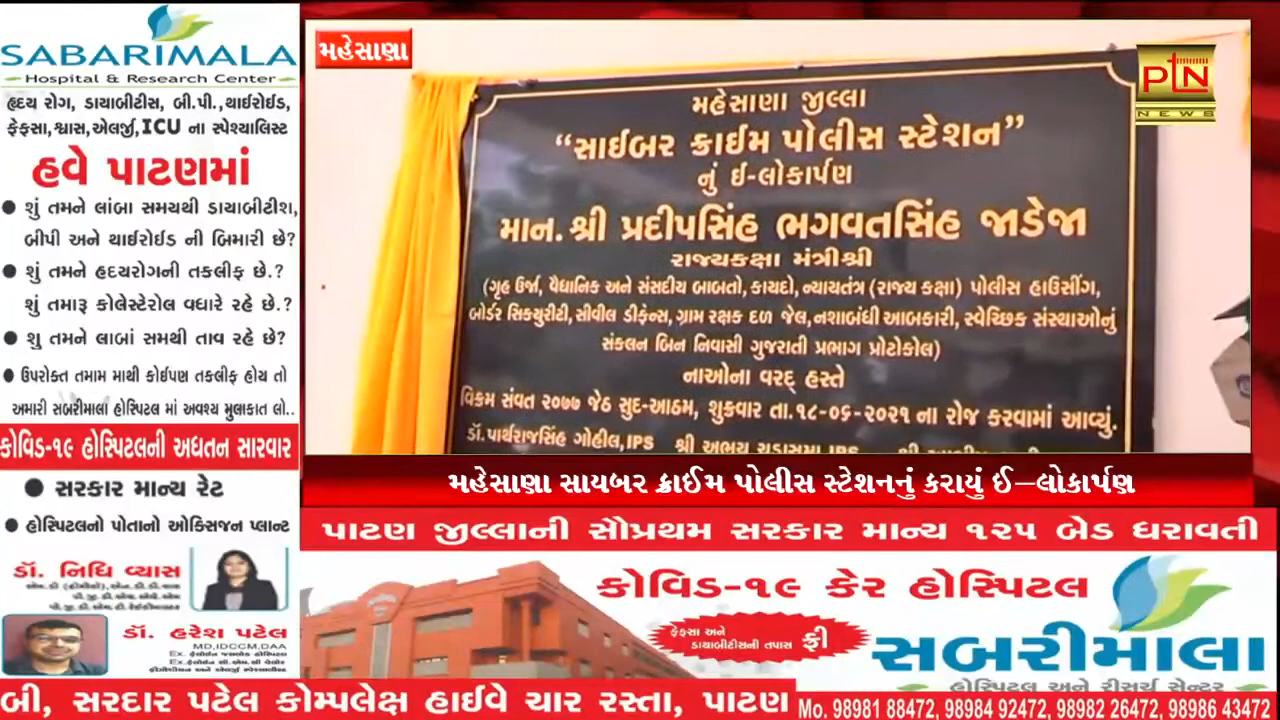 SABARIMALA
Hospital & Research Center
હૃદય રોગ, ડાયાબીટીસ, બી.પી.,થાઈરોઈડ,
ફેફસા,શ્વાસ,એલર્જી,ICU ના સ્પેશ્યાલિસ્ટ
હવે પાટણમાં
● શું તમને લાંબા સમયથી ડાયાબીટીશ,
બીપી અને થાઈરોઈડ ની બિમારી છે?
● શું તમને હૃદયરોગની તકલીફ છે.?
શું તમારૂ કોલેસ્ટેરોલ વધારે રહે છે.?
● શુ તમને લાબાં સમથી તાવ રહે છે?
● ઉપરોક્ત તમામ માથી કોઈપણ તકલીફ હોય તો
અમારી સબરીમાલા હોસ્પિટલ માં અવશ્ય મુલાકાત લો..
કોવિડ-૧૯ હોસ્પિટલની અધતન સારવાર
● સરકાર માન્ય રેટ
● હોસ્પિટલનો પોતાનો ઓક્સિજન પ્લાન્ટ
ડૉ. નિધિ વ્યાસ
ડૉ. હરેશ પટેલ
MD,IDCCM,DAA
મહેસાણા
PTN
NEWS
મહેસાણા જીલ્લા
“સાઈબર ક્રાઈમ પોલીસ સ્ટેશન”
નું ઈ-લોકાર્પણ
માન. શ્રી પ્રદીપસિંહ ભગવતસિંહ જાડેજા
રાજ્યકક્ષા મંત્રીશ્રી
(ગૃહ ઉર્જા, વૈધાનિક અને સંસદીય બાબતો, કાયદો, ન્યાયતંત્ર (રાજ્ય કક્ષા) પોલીસ હાઉસીંગ,
બોર્ડર સિક્યુરીટી,સીવીલ ડીફેન્સ, ગ્રામ રક્ષક દળ જેલ,નશાબંધી આબકારી, સ્વૈચ્છિક સંસ્થાઓનું
સંકલન બિન નિવાસી ગુજરાતી પ્રભાગ પ્રોટોકોલ)
નાઓના વરદ્ હસ્તે
વિક્રમ સંવત ૨૦૭૭ જેઠ સુદ-આઠમ, શુક્રવાર તા.૧૮-૦૬-૨૦૨૧ ના રોજ કરવામાં આવ્યું.
ડૉ.પાર્થરાજસિંહ ગોહીલ,IPS શ્રી અભય ચુડાસમા,IPS
મહેસાણા સાયબર ક્રાઈમ પોલીસ સ્ટેશનનું કરાયું ઈ–લોકાર્પણ
પાટણ જીલ્લાની સૌપ્રથમ સરકાર માન્ય ૧૨૫ બેડ ધરાવતી
કોવિડ-૧૯ કેર હોસ્પિટલ
ફેફસા અને
ડાયાબીટીસની તપાસ
ફ્રી
સબરીમાલા
હોસ્પિટલ અને રીસર્ચ સેન્ટર
બી, સરદાર પટેલ કોમ્પલેક્ષ હાઈવે ચાર રસ્તા, પાટણ
Mo. 98981 88472, 98984 92472, 98982 26472, 98986 43472